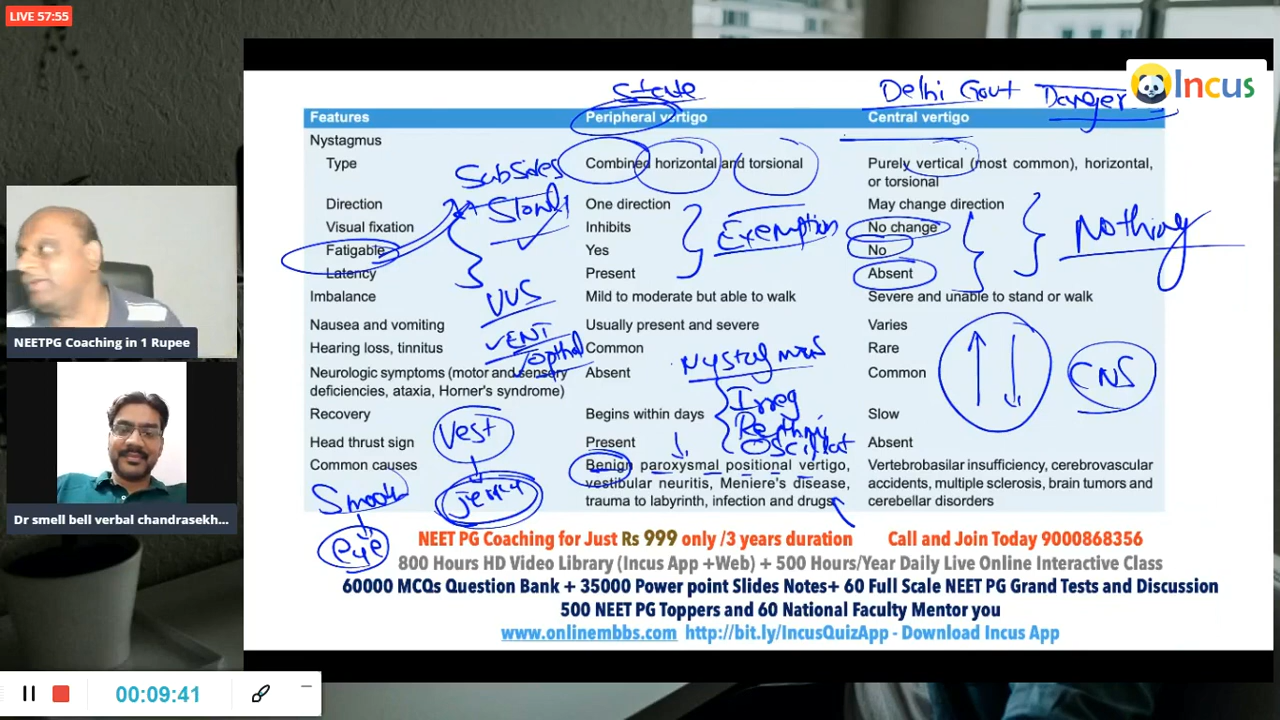 LIVE 57:55
Incus
State
Delhi Govt Danger
Features Peripheral vertigo Central vertigo
Nystagmus
Type Combined horizontal and torsional Purely vertical (most common), horizontal,
or torsional
Subsides
Direction One direction May change direction
Slowly
Visual fixation Inhibits No change
Exemption
Nothing
Fatigable Yes No
Latency Present Absent
Imbalance Mild to moderate but able to walk Severe and unable to stand or walk
VVS
Nausea and vomiting Usually present and severe Varies
ENT
Hearing loss, tinnitus Common Rare
Opthal
Nystagmus
CNS
Neurologic symptoms (motor and sensory Absent Common
deficiencies, ataxia, Horner's syndrome)
Irreg
Recovery Begins within days Slow
Vest
Head thrust sign Present Absent
Common causes Benign paroxysmal positional vertigo, Vertebrobasilar insufficiency, cerebrovascular
vestibular neuritis, Meniere's disease, accidents, multiple sclerosis, brain tumors and
trauma to labyrinth, infection and drugs cerebellar disorders
Smooth
jerky
eye
NEETPG Coaching in 1 Rupee
Dr smell bell verbal chandrasekh...
NEET PG Coaching for Just Rs 999 only /3 years duration Call and Join Today 9000868356
800 Hours HD Video Library (Incus App +Web) + 500 Hours/Year Daily Live Online Interactive Class
60000 MCQs Question Bank + 35000 Power point Slides Notes+ 60 Full Scale NEET PG Grand Tests and Discussion
500 NEET PG Toppers and 60 National Faculty Mentor you
www.onlinembbs.com http://bit.ly/IncusQuizApp - Download Incus App
00:09:41